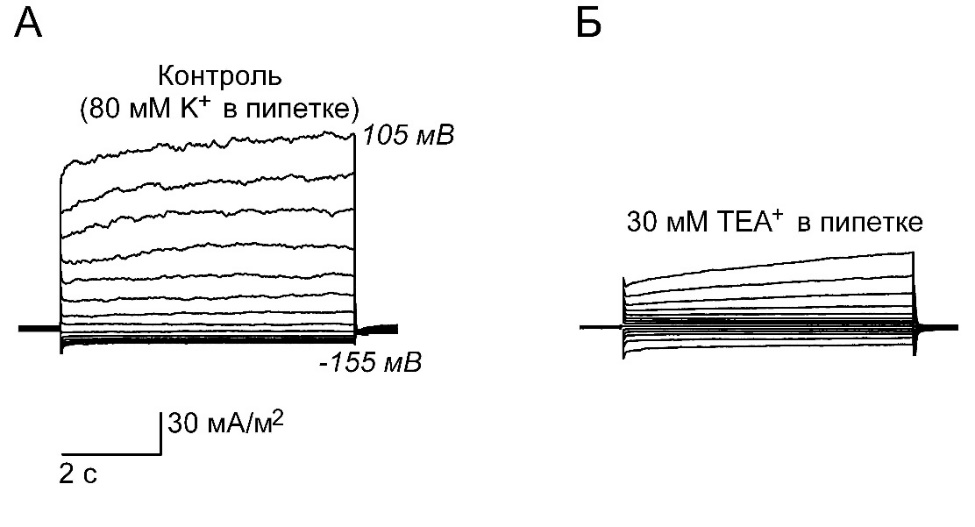 А
Б
Контроль
(80 мМ K+ в пипетке)
105 мВ
30 мМ TEA+ в пипетке
-155 мВ
30 мА/м2
2 с